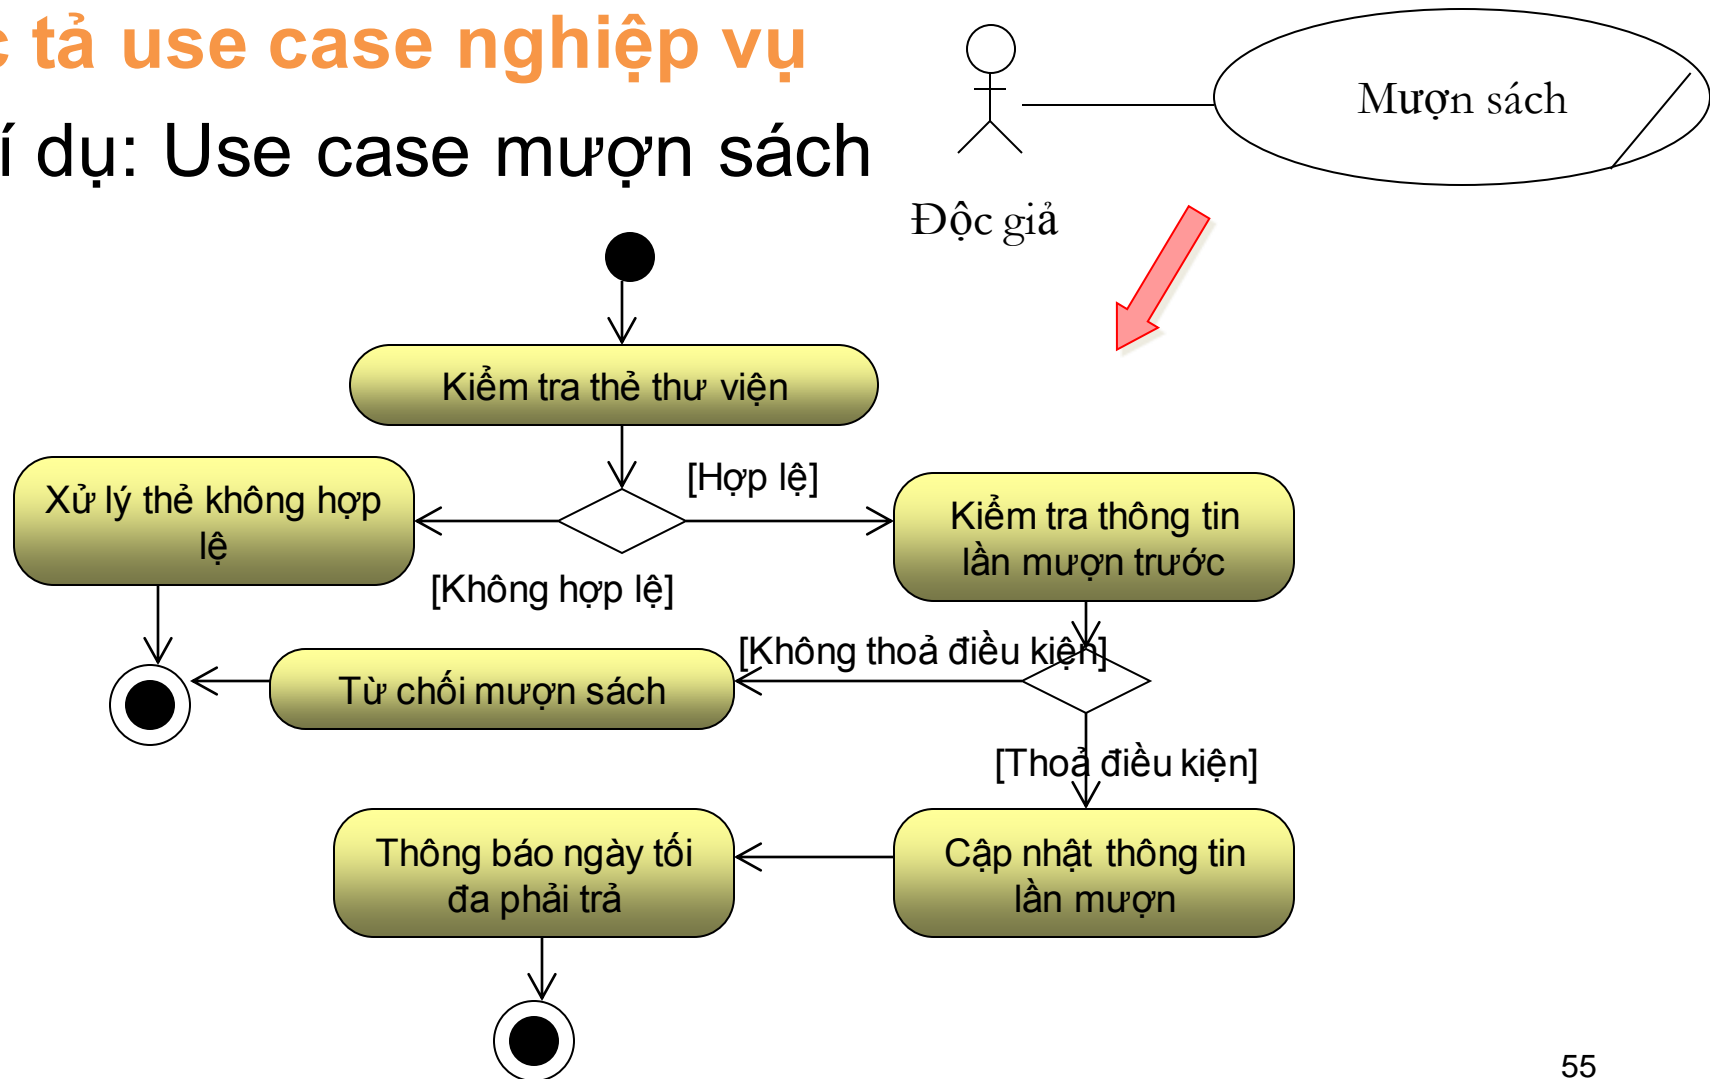 c tả use case nghiệp vụ
í dụ: Use case mượn sách
Mượn sách
Độc giả
Kiểm tra thẻ thư viện
[Hợp lệ]
Xử lý thẻ không hợp
lệ
Kiểm tra thông tin
lần mượn trước
[Không hợp lệ]
[Không thoả điều kiện]
Từ chối mượn sách
[Thoả điều kiện]
Thông báo ngày tối
đa phải trả
Cập nhật thông tin
lần mượn
55